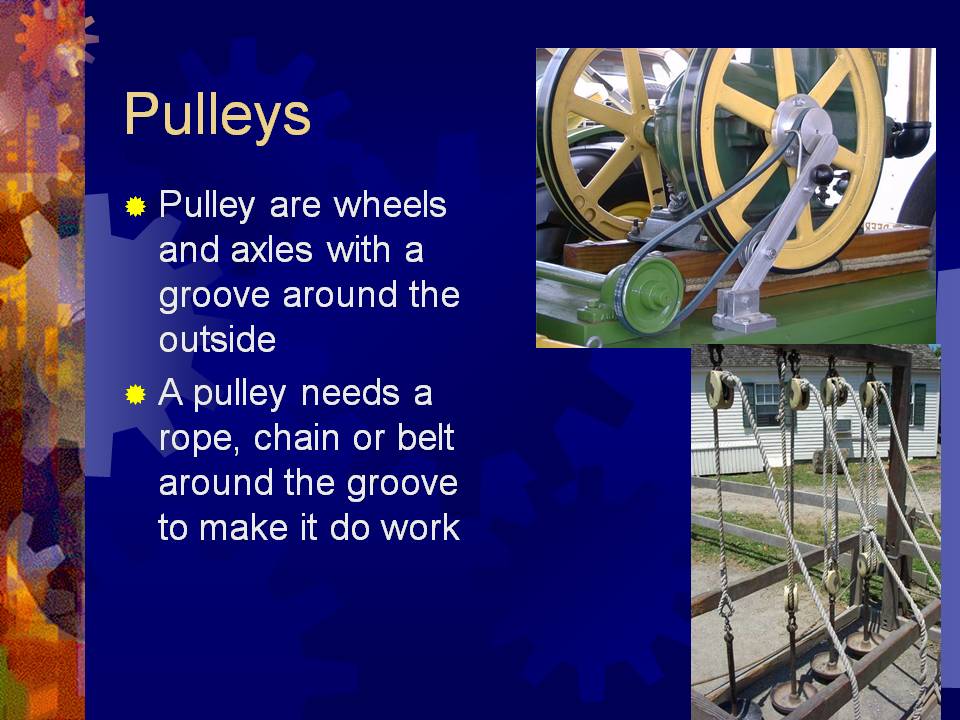 Pulleys
Pulley are wheels
and axles with a
groove around the
outside
A pulley needs a
rope, chain or belt
around the groove
to make it do work